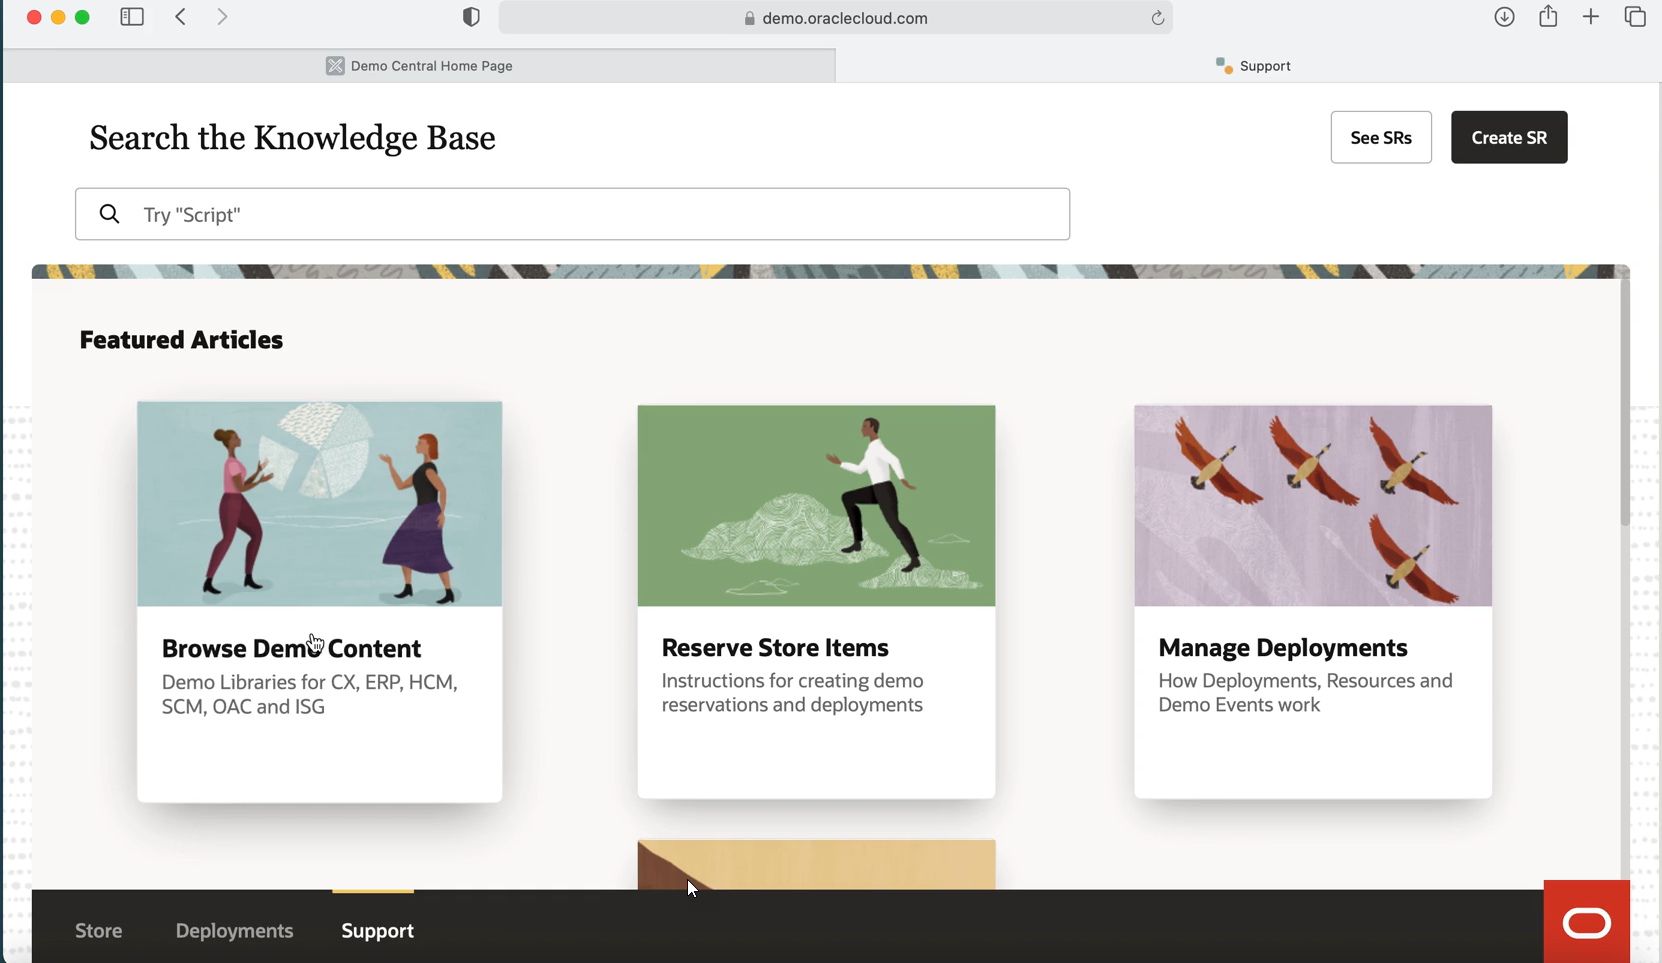 demo.oraclecloud.com
Demo Central Home Page
Support
Search the Knowledge Base
See SRs
Create SR
Try "Script"
Featured Articles
Browse Demo Content
Demo Libraries for CX, ERP, HCM,
SCM, OAC and ISG
Reserve Store Items
Instructions for creating demo
reservations and deployments
Manage Deployments
How Deployments, Resources and
Demo Events work
Store
Deployments
Support